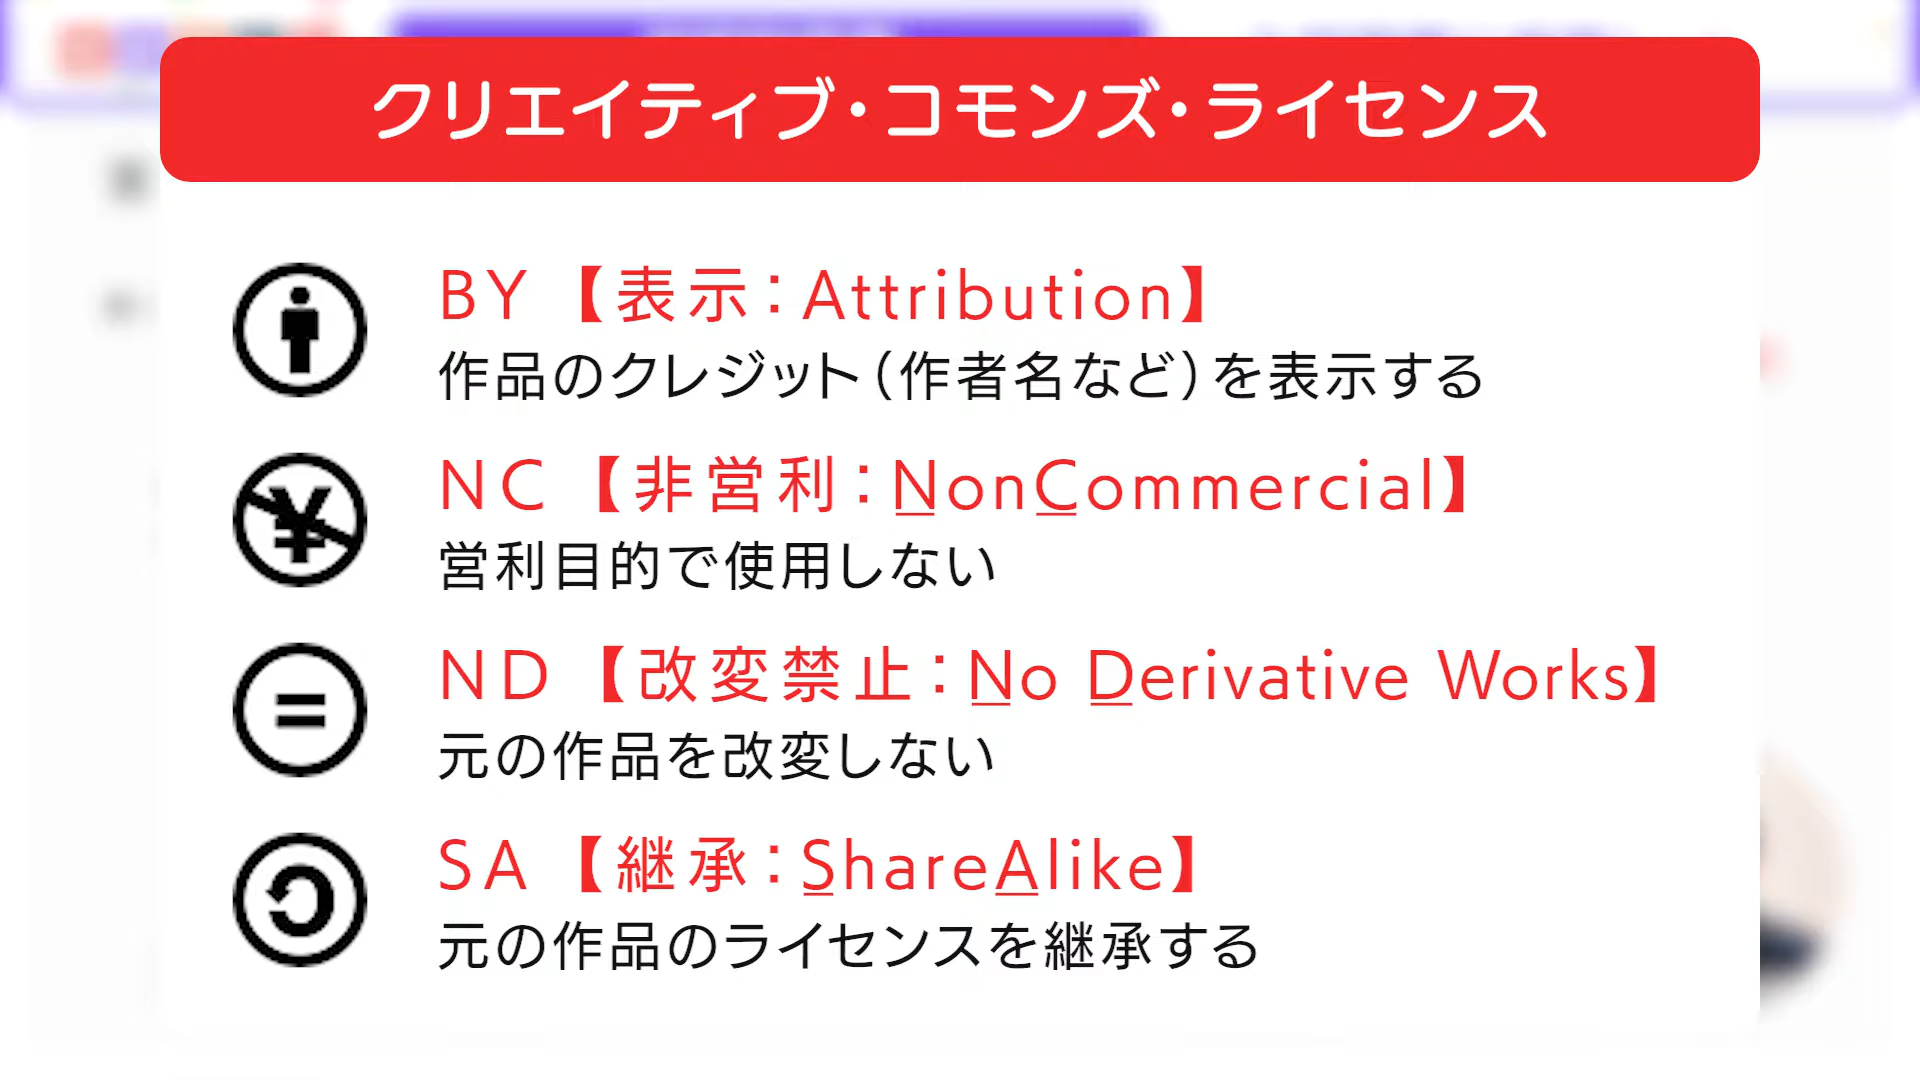 クリエイティブ・コモンズ・ライセンス
BY【表示：Attribution】
作品のクレジット（作者名など）を表示する
NC【非営利：NonCommercial】
営利目的で使用しない
ND【改変禁止：No Derivative Works】
元の作品を改変しない
SA【継承：ShareAlike】
元の作品のライセンスを継承する